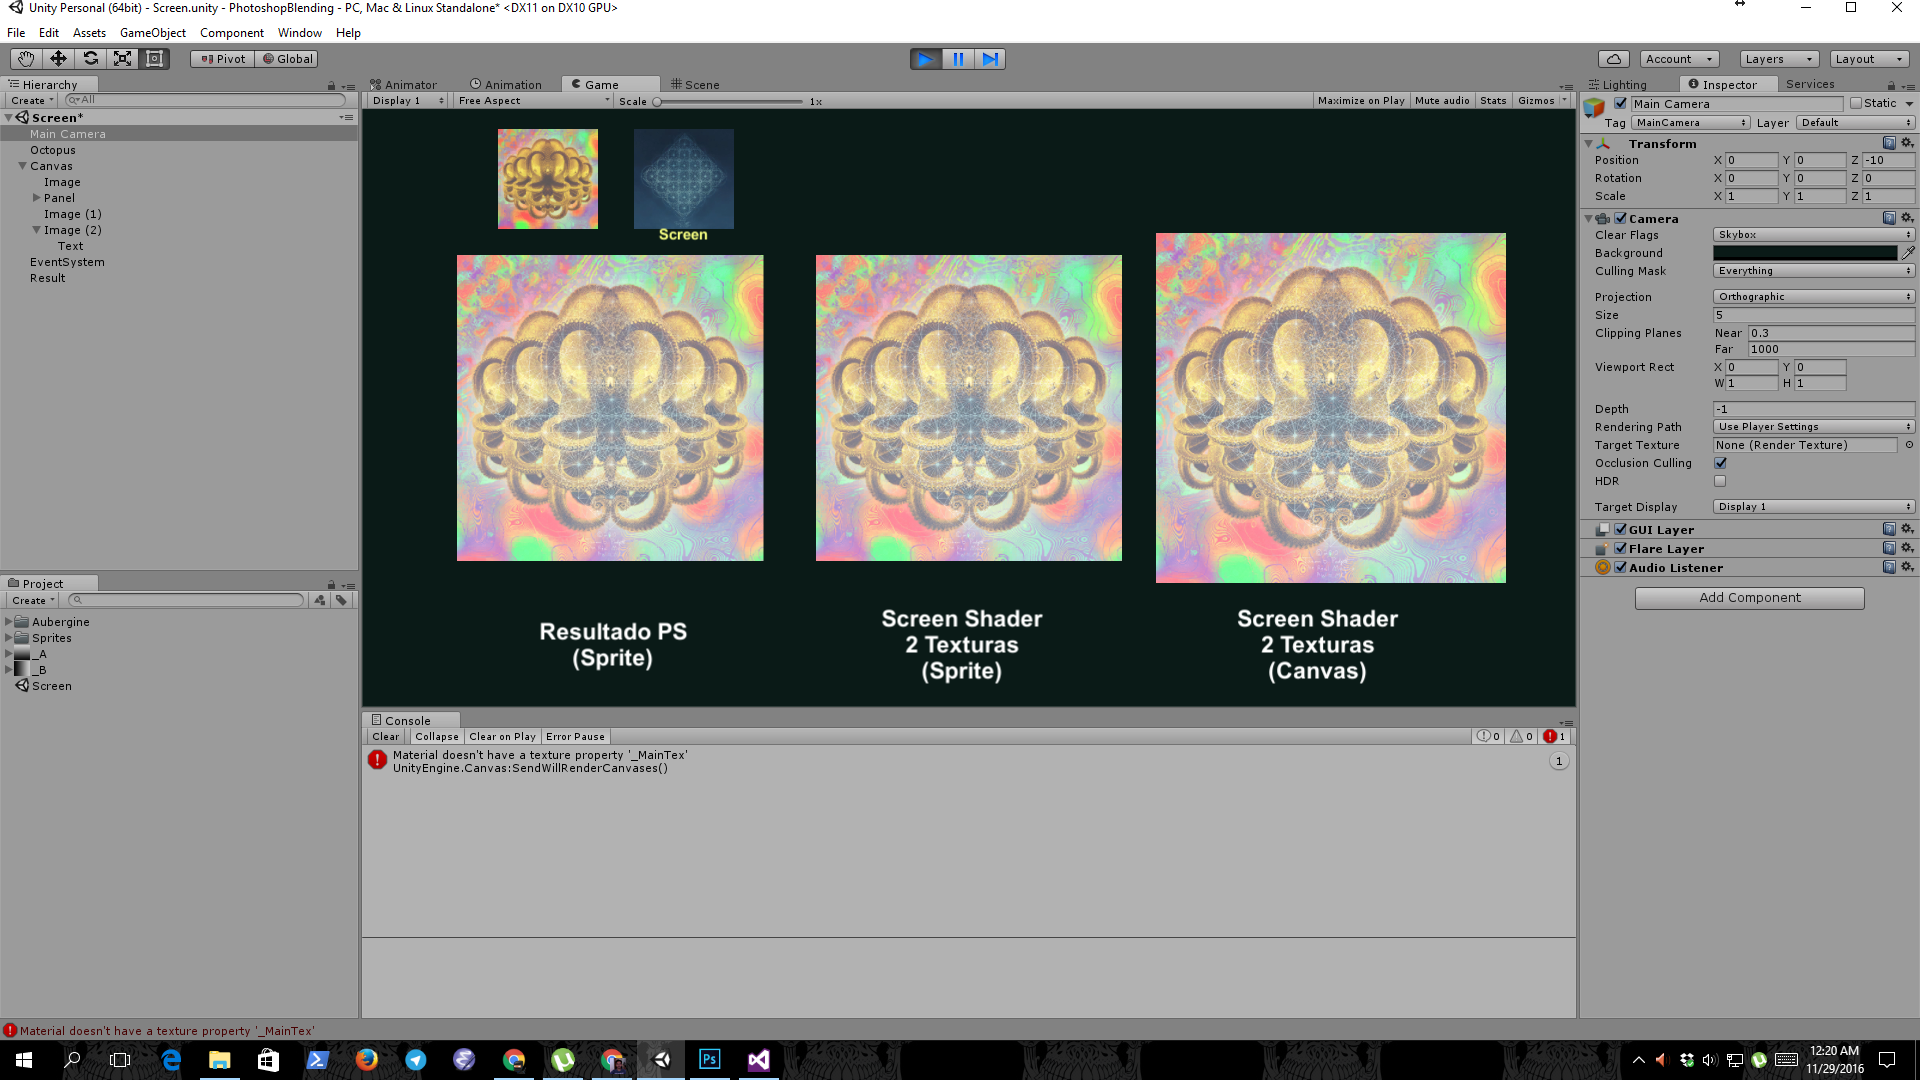 Unity Personal (64bit) - Screen.unity - PhotoshopBlending - PC, Mac & Linux Standalone* <DX11 on DX10 GPU>
File Edit Assets GameObject Component Window Help
Pivot Global Account Layers Layout
Hierarchy
Create All
Screen*
Main Camera
Octopus
Canvas
Image
Panel
Image (1)
Image (2)
Text
EventSystem
Result
Project
Create
Aubergine
Sprites
_A
_B
Screen
Animator Animation Game Scene
Display 1 Free Aspect Scale 1x Maximize on Play Mute audio Stats Gizmos
Screen
Resultado PS
(Sprite)
Screen Shader
2 Texturas
(Sprite)
Screen Shader
2 Texturas
(Canvas)
Console
Clear Collapse Clear on Play Error Pause 0 0 1
Material doesn't have a texture property '_MainTex'
UnityEngine.Canvas:SendWillRenderCanvases()
1
Lighting Inspector Services
Main Camera Static
Tag MainCamera Layer Default
Transform
Position X 0 Y 0 Z -10
Rotation X 0 Y 0 Z 0
Scale X 1 Y 1 Z 1
Camera
Clear Flags Skybox
Background
Culling Mask Everything
Projection Orthographic
Size 5
Clipping Planes Near 0.3
Far 1000
Viewport Rect X 0 Y 0
W 1 H 1
Depth -1
Rendering Path Use Player Settings
Target Texture None (Render Texture)
Occlusion Culling
HDR
Target Display Display 1
GUI Layer
Flare Layer
Audio Listener
Add Component
Material doesn't have a texture property '_MainTex'
Ps
12:20 AM
11/29/2016